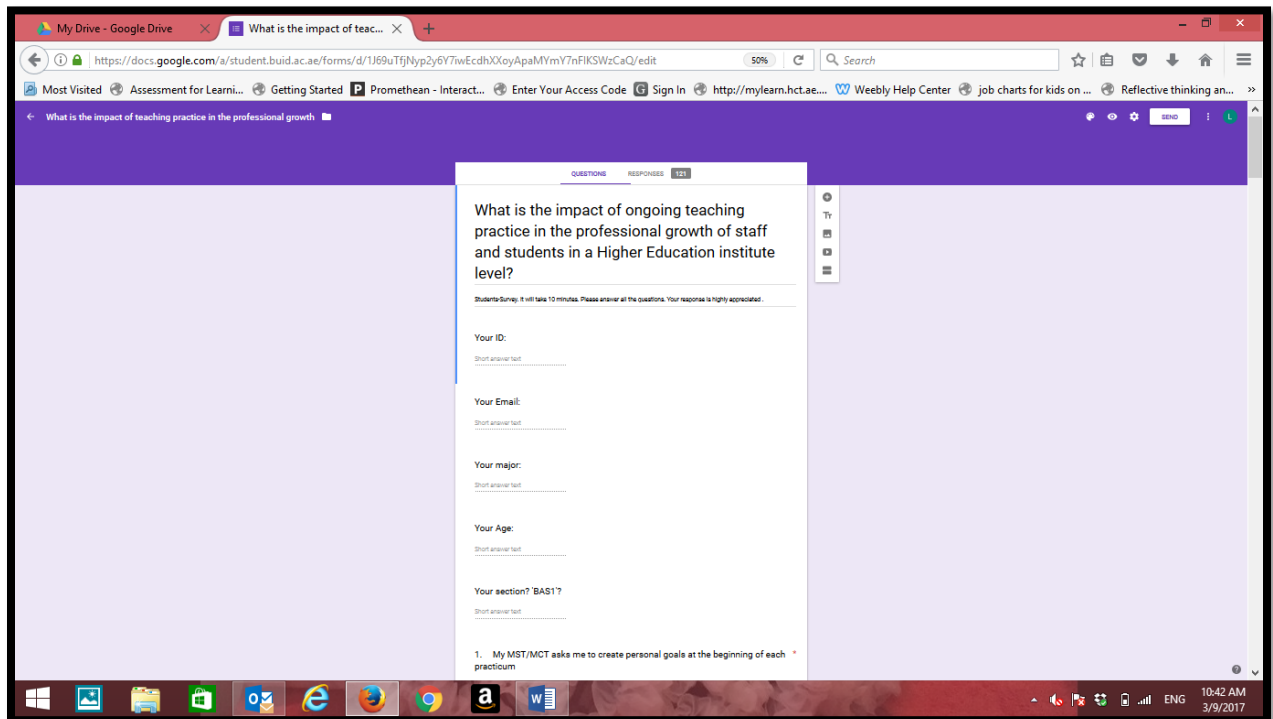 My Drive - Google Drive
What is the impact of teac...
https://docs.google.com/a/student.buid.ac.ae/forms/d/1J69uTfjNyp2y6Y7iwEcdhXXoyApaMYmY7nFIKSWzCaQ/edit
50%
Search
Most Visited Assessment for Learni... Getting Started Promethean - Interact... Enter Your Access Code Sign In http://mylearn.hct.ae.... Weebly Help Center job charts for kids on ... Reflective thinking an...
What is the impact of teaching practice in the professional growth
SEND
L
QUESTIONS RESPONSES 121
What is the impact of ongoing teaching
practice in the professional growth of staff
and students in a Higher Education institute
level?
Students-Survey. It will take 10 minutes. Please answer all the questions. Your response is highly appreciated .
Your ID:
Short answer text
Your Email:
Short answer text
Your major:
Short answer text
Your Age:
Short answer text
Your section? 'BAS1'?
Short answer text
1. My MST/MCT asks me to create personal goals at the beginning of each *
practicum
ENG
10:42 AM
3/9/2017